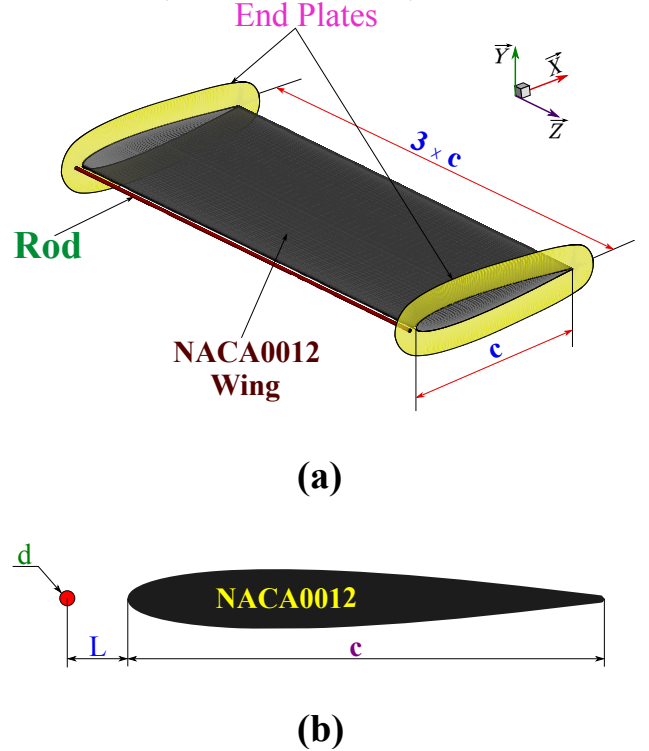 End Plates
Y
X
Z
3 × c
Rod
NACA0012
Wing
c
(a)
d
NACA0012
L
c
(b)